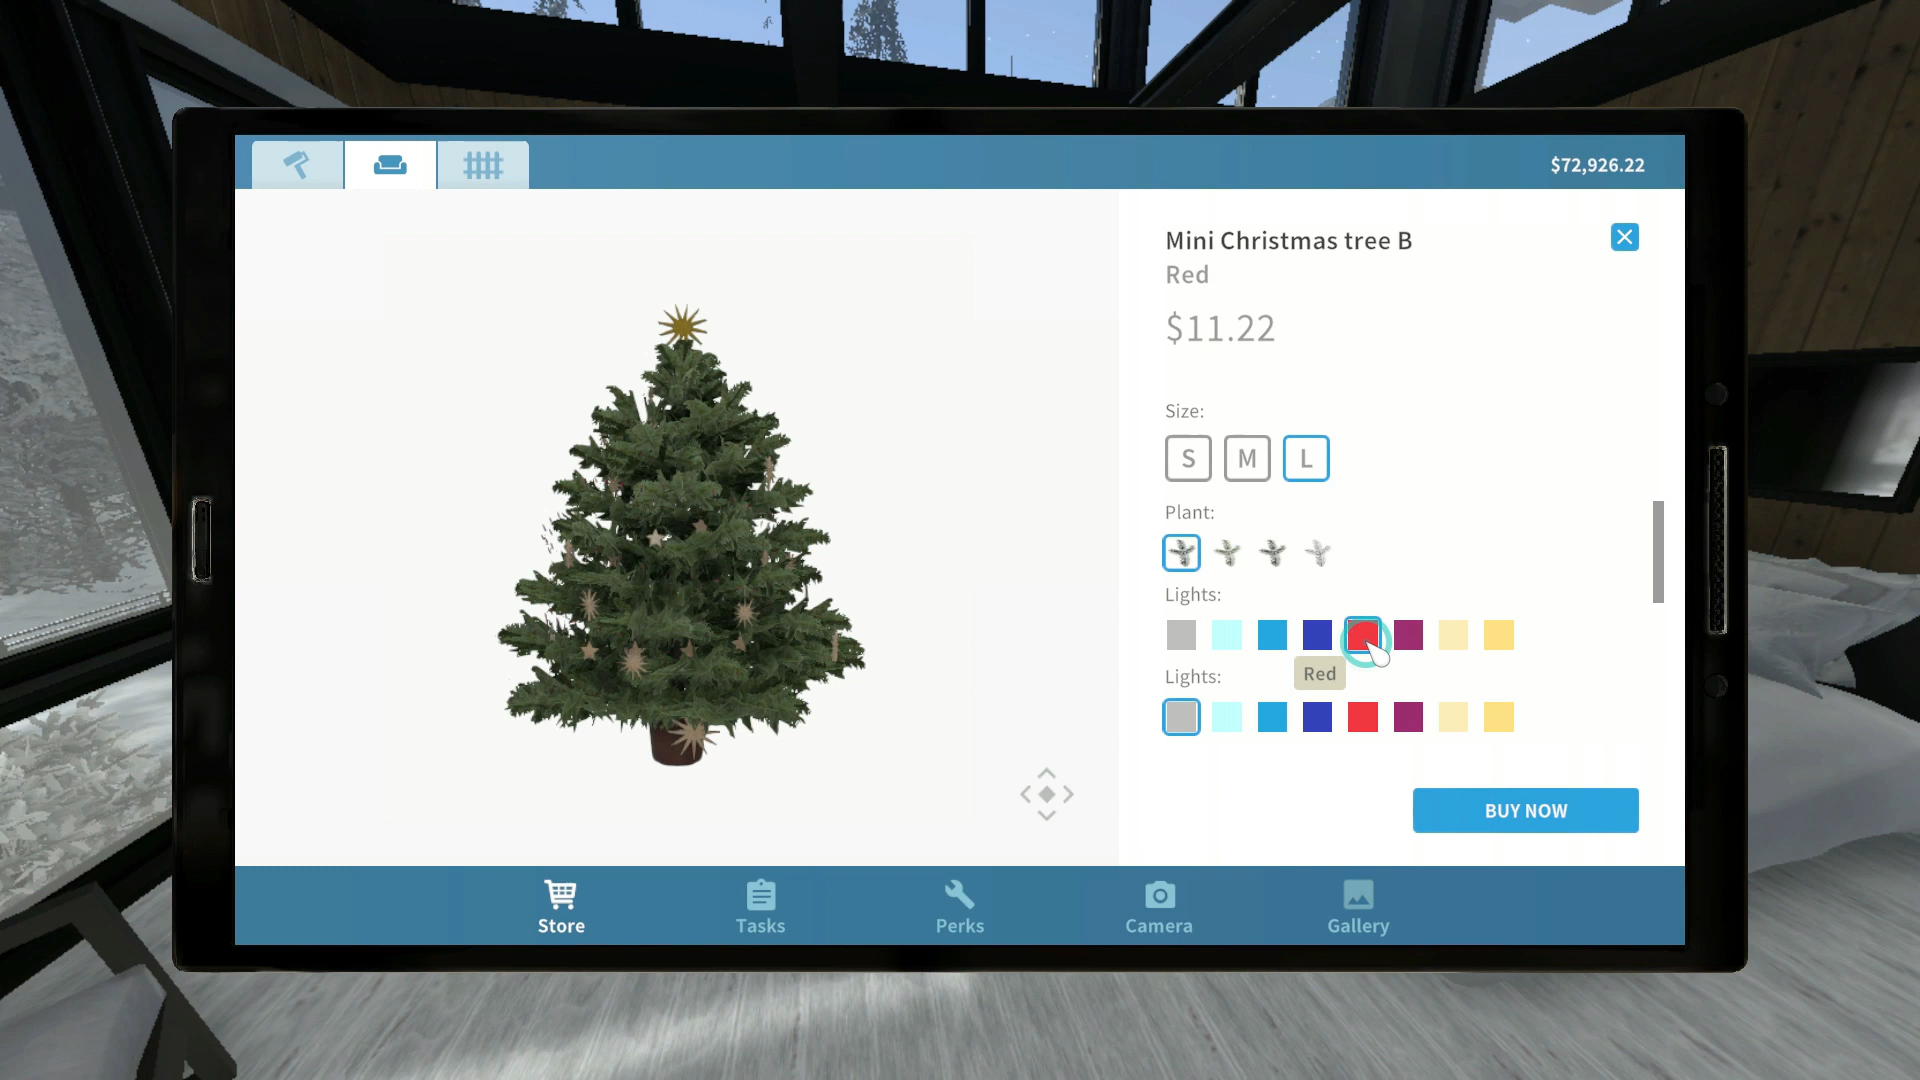 $72,926.22
Mini Christmas tree B
Red
$11.22
Size:
S M L
Plant:
Lights:
Red
Lights:
BUY NOW
Store Tasks Perks Camera Gallery